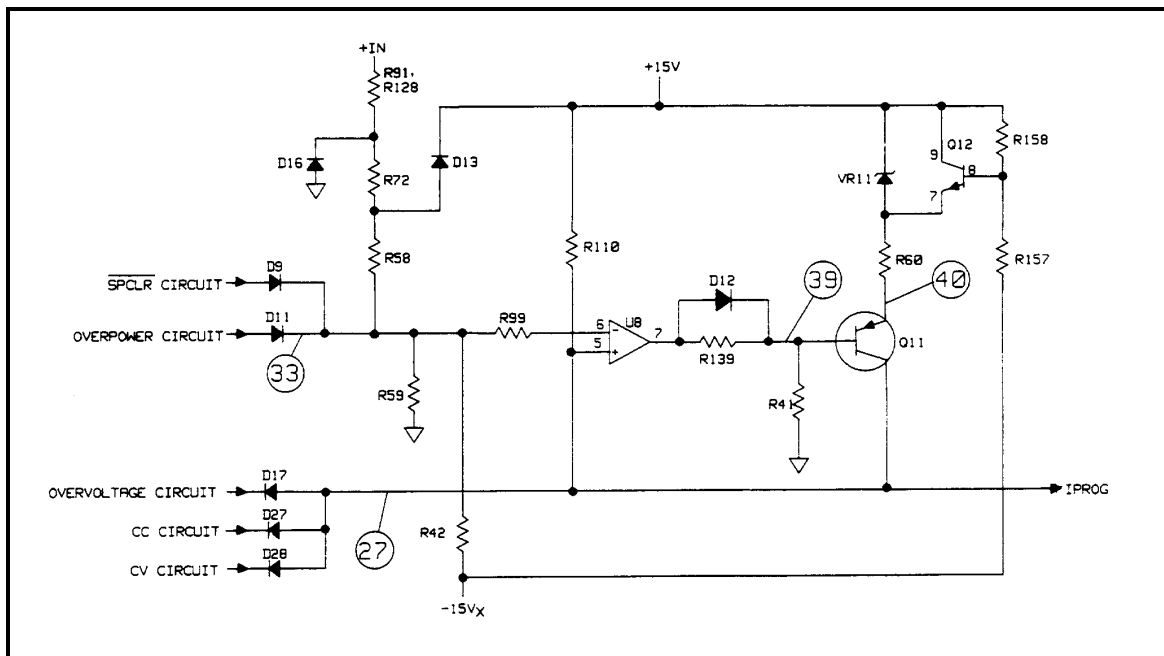 +IN
R91,
R128
+15V
D16
R72
D13
VR11
9
Q12
8
7
R158
R58
R110
R60
R157
D9
SPCLR CIRCUIT
D12
39
40
D11
OVERPOWER CIRCUIT
33
R99
6
-
5
+
U8
7
R139
Q11
R59
R41
D17
OVERVOLTAGE CIRCUIT
IPROG
D27
CC CIRCUIT
27
R42
D28
CV CIRCUIT
-15VX